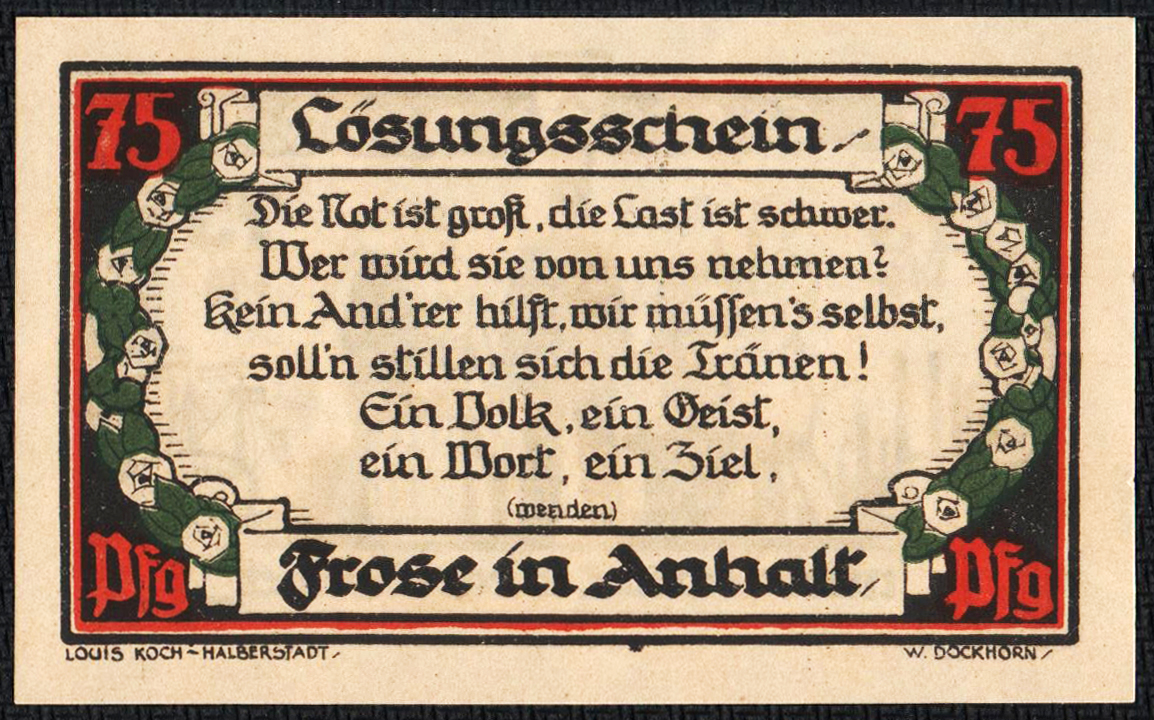 75 Lösungsschein 75
Die Not ist groß, die Last ist schwer.
Wer wird sie von uns nehmen?
Kein And'rer hilft, wir müssen's selbst,
soll'n stillen sich die Tränen!
Ein Volk, ein Geist,
ein Wort, ein Ziel.
(wenden)
Pfg Frose in Anhalt Pfg
LOUIS KOCH - HALBERSTADT W. DOCKHORN